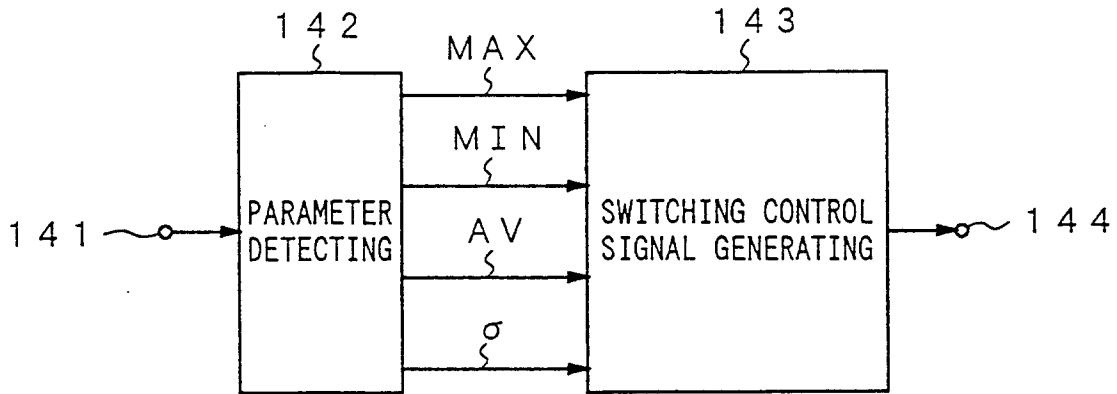 142
143
MAX
MIN
PARAMETER
DETECTING
SWITCHING CONTROL
SIGNAL GENERATING
141
AV
144
σ